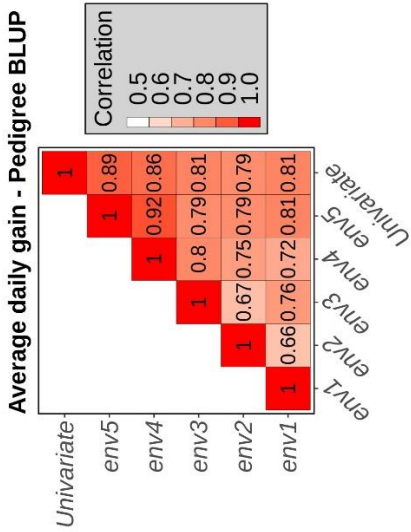 Average daily gain - Pedigree BLUP
Univariate 1
env5 1 0.89
env4 1 0.92 0.86
env3 1 0.8 0.79 0.81
env2 1 0.67 0.75 0.79 0.79
env1 1 0.66 0.76 0.72 0.81 0.81
env1 env2 env3 env4 env5 Univariate
Correlation
0.5
0.6
0.7
0.8
0.9
1.0